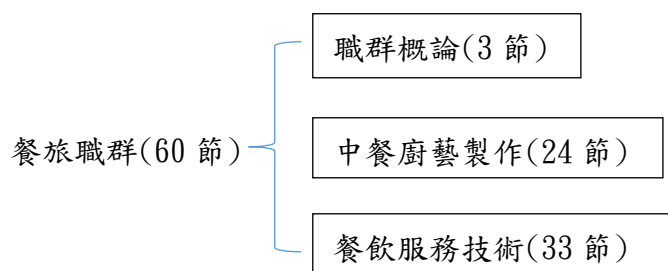 職群概論(3 節)
餐旅職群(60 節)
中餐廚藝製作(24 節)
餐飲服務技術(33 節)